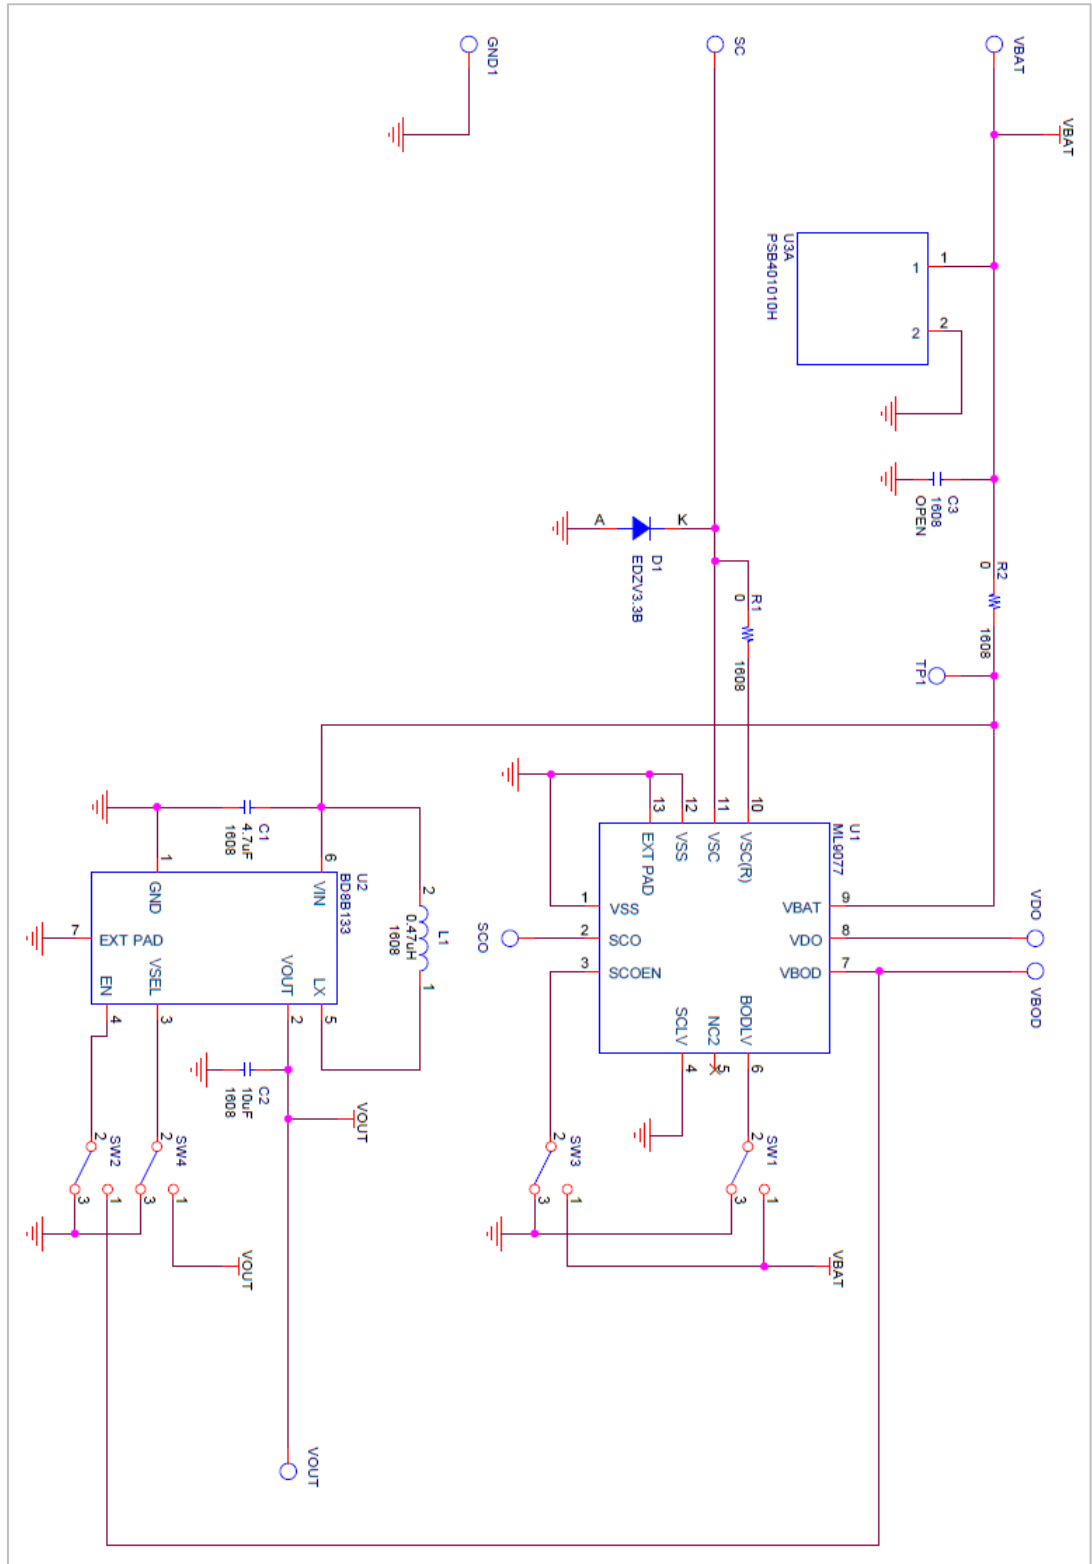 GND1
SC
VBAT
VBAT
U3A
PSB401010H
1
1
2
2
C3
1608
OPEN
A
K
D1
EDZV3.3B
R1
0
1608
R2
0
1608
TP1
U1
ML9077
13
12
11
10
EXT PAD
VSS
VSC
VSC(R)
1
VSS
2
SCO
3
SCOEN
SCO
VBAT
9
VDO
8
VBOD
7
VDO
VBOD
SCLV
NC2
BODLV
4
5
6
C1
4.7uF
1608
L1
0.47uH
1608
2
1
U2
BD8B133
1
6
GND
VIN
7
EXT PAD
EN
VSEL
VOUT
LX
4
3
2
5
C2
10uF
1608
VOUT
SW2
2
3
1
SW4
2
3
1
VOUT
SW3
2
3
1
SW1
2
3
1
VBAT
VOUT